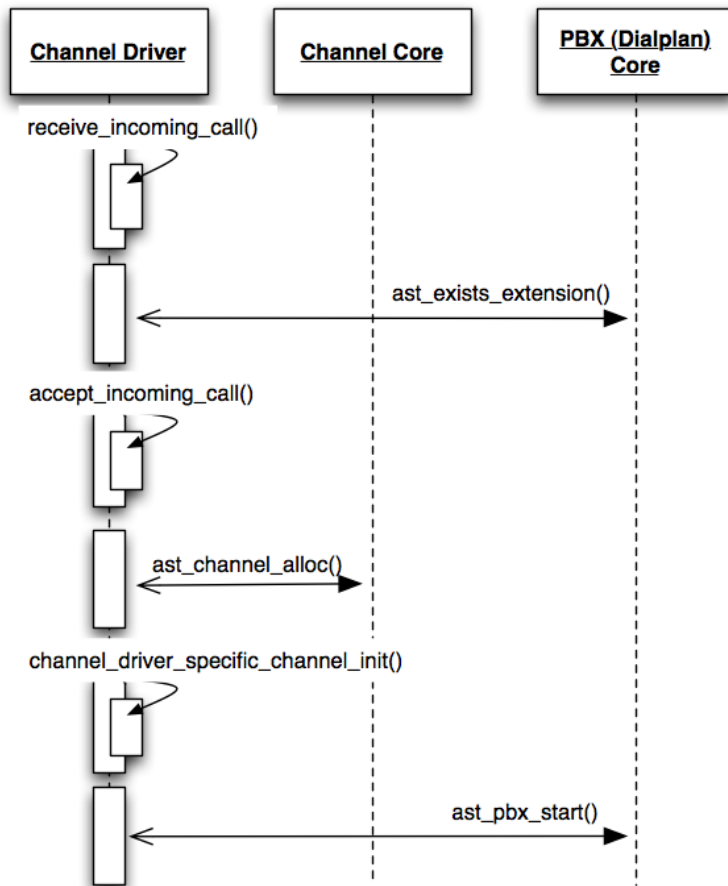 Channel Driver
Channel Core
PBX (Dialplan)
Core
receive_incoming_call()
ast_exists_extension()
accept_incoming_call()
ast_channel_alloc()
channel_driver_specific_channel_init()
ast_pbx_start()